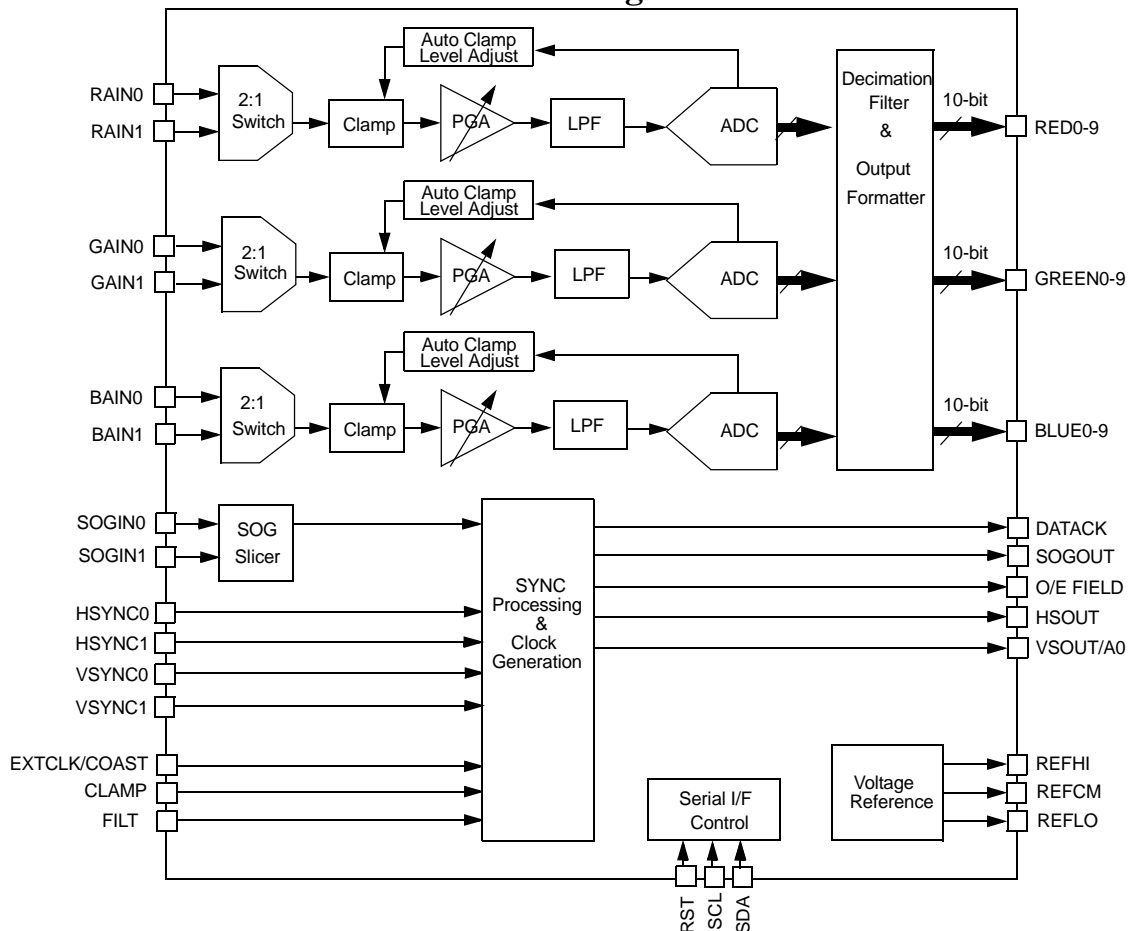 Auto Clamp
Level Adjust
RAIN0
RAIN1
2:1
Switch
Clamp
PGA
LPF
ADC
Decimation
Filter
&
Output
Formatter
10-bit
RED0-9
Auto Clamp
Level Adjust
GAIN0
GAIN1
2:1
Switch
Clamp
PGA
LPF
ADC
10-bit
GREEN0-9
Auto Clamp
Level Adjust
BAIN0
BAIN1
2:1
Switch
Clamp
PGA
LPF
ADC
10-bit
BLUE0-9
SOGIN0
SOGIN1
SOG
Slicer
HSYNC0
HSYNC1
VSYNC0
VSYNC1
EXTCLK/COAST
CLAMP
FILT
SYNC
Processing
&
Clock
Generation
DATACK
SOGOUT
O/E FIELD
HSOUT
VSOUT/A0
Serial I/F
Control
RST
SCL
SDA
Voltage
Reference
REFHI
REFCM
REFLO